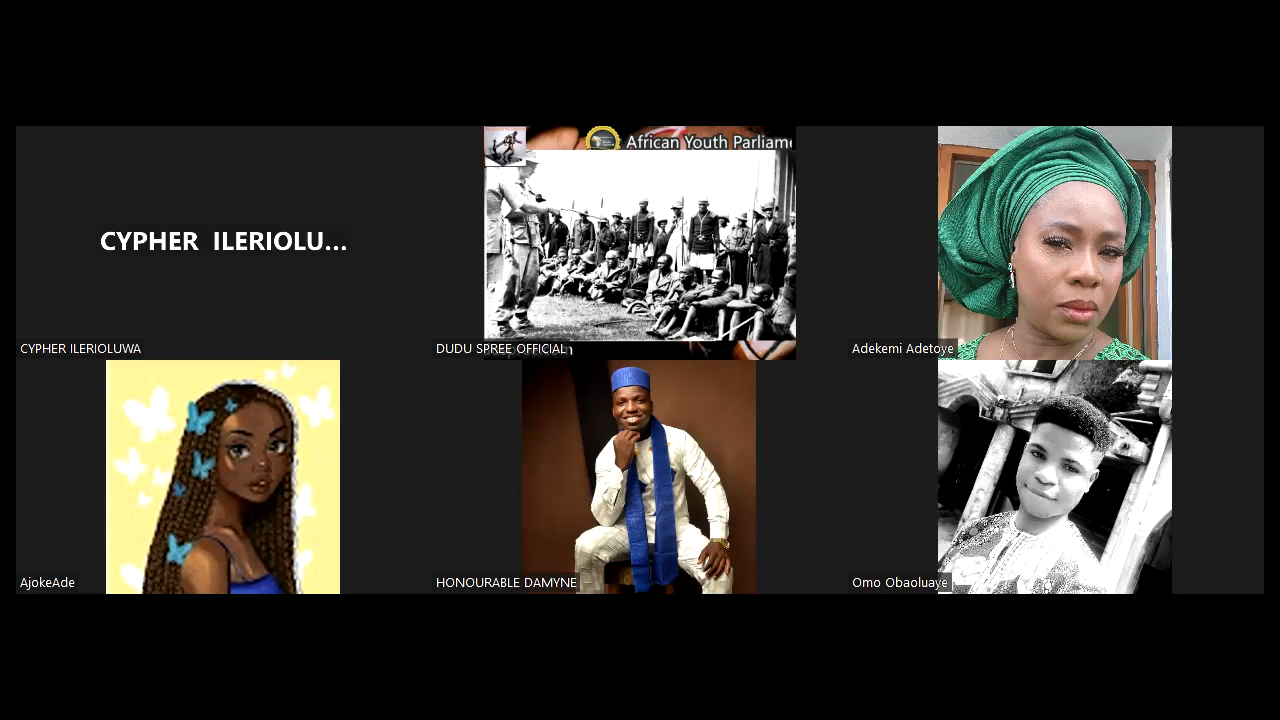 African Youth Parliame
CYPHER ILERIOLU...
CYPHER ILERIOLUWA
DUDU SPREE OFFICIAL
Adekemi Adetoye
AjokeAde
HONOURABLE DAMYNE
Omo Obaoluaye